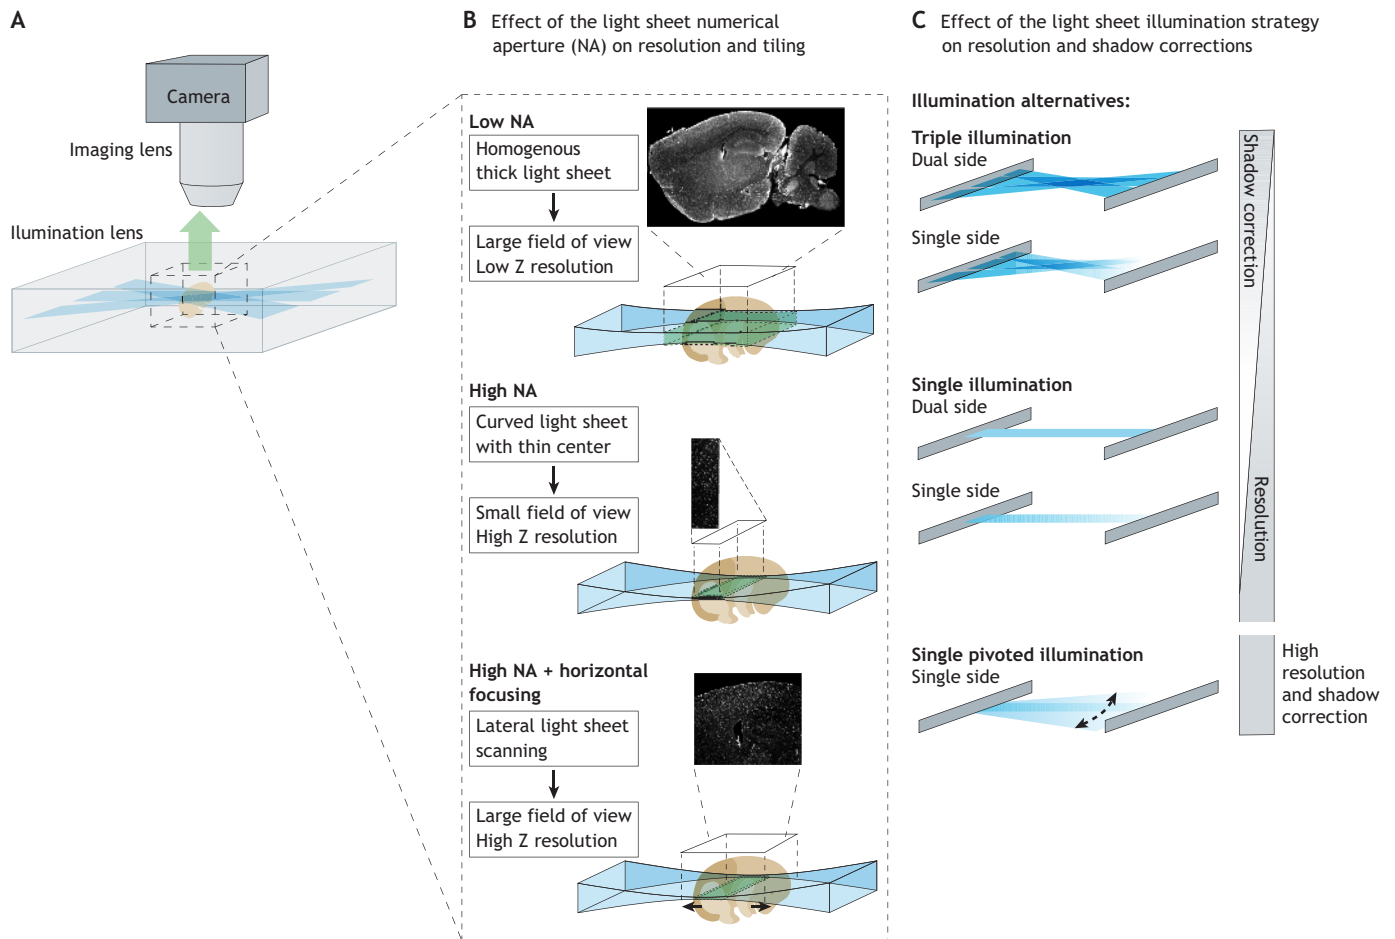 A
Camera
Imaging lens
Ilumination lens
B Effect of the light sheet numerical
aperture (NA) on resolution and tiling
Low NA
Homogenous
thick light sheet
Large field of view
Low Z resolution
High NA
Curved light sheet
with thin center
Small field of view
High Z resolution
High NA + horizontal
focusing
Lateral light sheet
scanning
Large field of view
High Z resolution
C Effect of the light sheet illumination strategy
on resolution and shadow corrections
Illumination alternatives:
Triple illumination
Dual side
Single side
Single illumination
Dual side
Single side
Single pivoted illumination
Single side
Shadow correction
Resolution
High
resolution
and shadow
correction